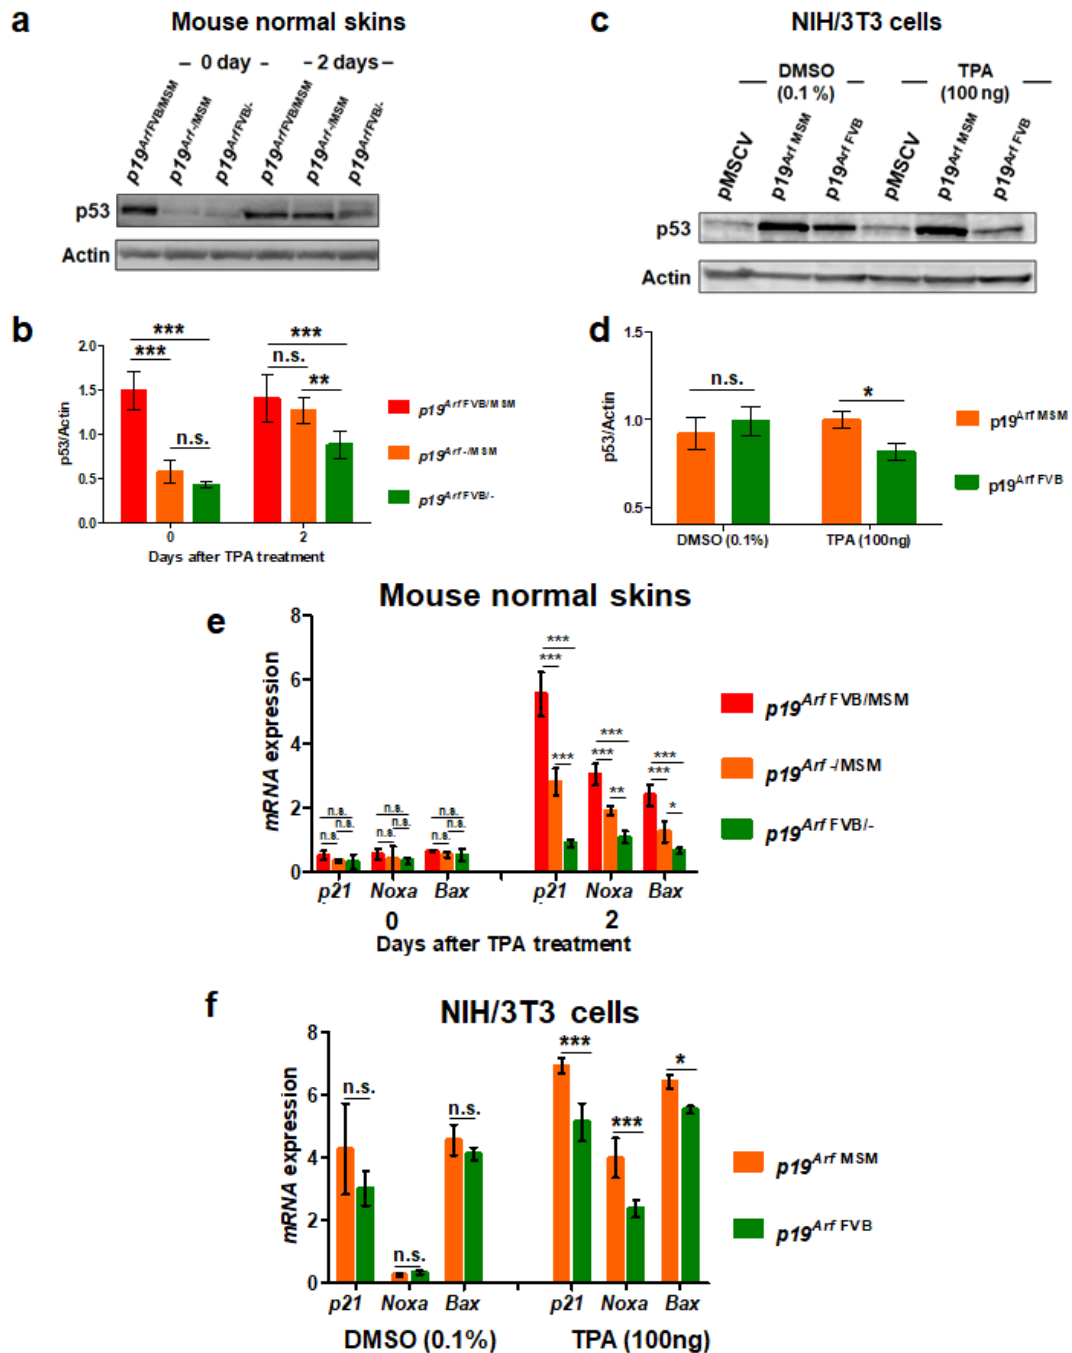 a
Mouse normal skins
– 0 day – – 2 days –
p19Arf FVB/MSM
p19Arf -/MSM
p19Arf FVB/-
p19Arf FVB/MSM
p19Arf -/MSM
p19Arf FVB/-
p53
Actin
c
NIH/3T3 cells
DMSO
(0.1 %)
TPA
(100 ng)
pMSCV
p19Arf MSM
p19Arf FVB
pMSCV
p19Arf MSM
p19Arf FVB
p53
Actin
b
p53/Actin
2.0
1.5
1.0
0.5
0.0
***
***
n.s.
***
n.s.
**
0
2
Days after TPA treatment
p19Arf FVB/MSM
p19Arf -/MSM
p19Arf FVB/-
d
p53/Actin
1.5
1.0
0.5
n.s.
*
DMSO (0.1%)
TPA (100ng)
p19Arf MSM
p19Arf FVB
Mouse normal skins
e
mRNA expression
8
6
4
2
0
n.s.
n.s.
n.s.
n.s.
n.s.
n.s.
n.s.
n.s.
n.s.
***
***
***
***
***
**
***
***
*
p21 Noxa Bax p21 Noxa Bax
0 2
Days after TPA treatment
p19Arf FVB/MSM
p19Arf -/MSM
p19Arf FVB/-
f
NIH/3T3 cells
mRNA expression
8
6
4
2
0
n.s.
n.s.
n.s.
***
***
*
p21 Noxa Bax p21 Noxa Bax
DMSO (0.1%) TPA (100ng)
p19Arf MSM
p19Arf FVB